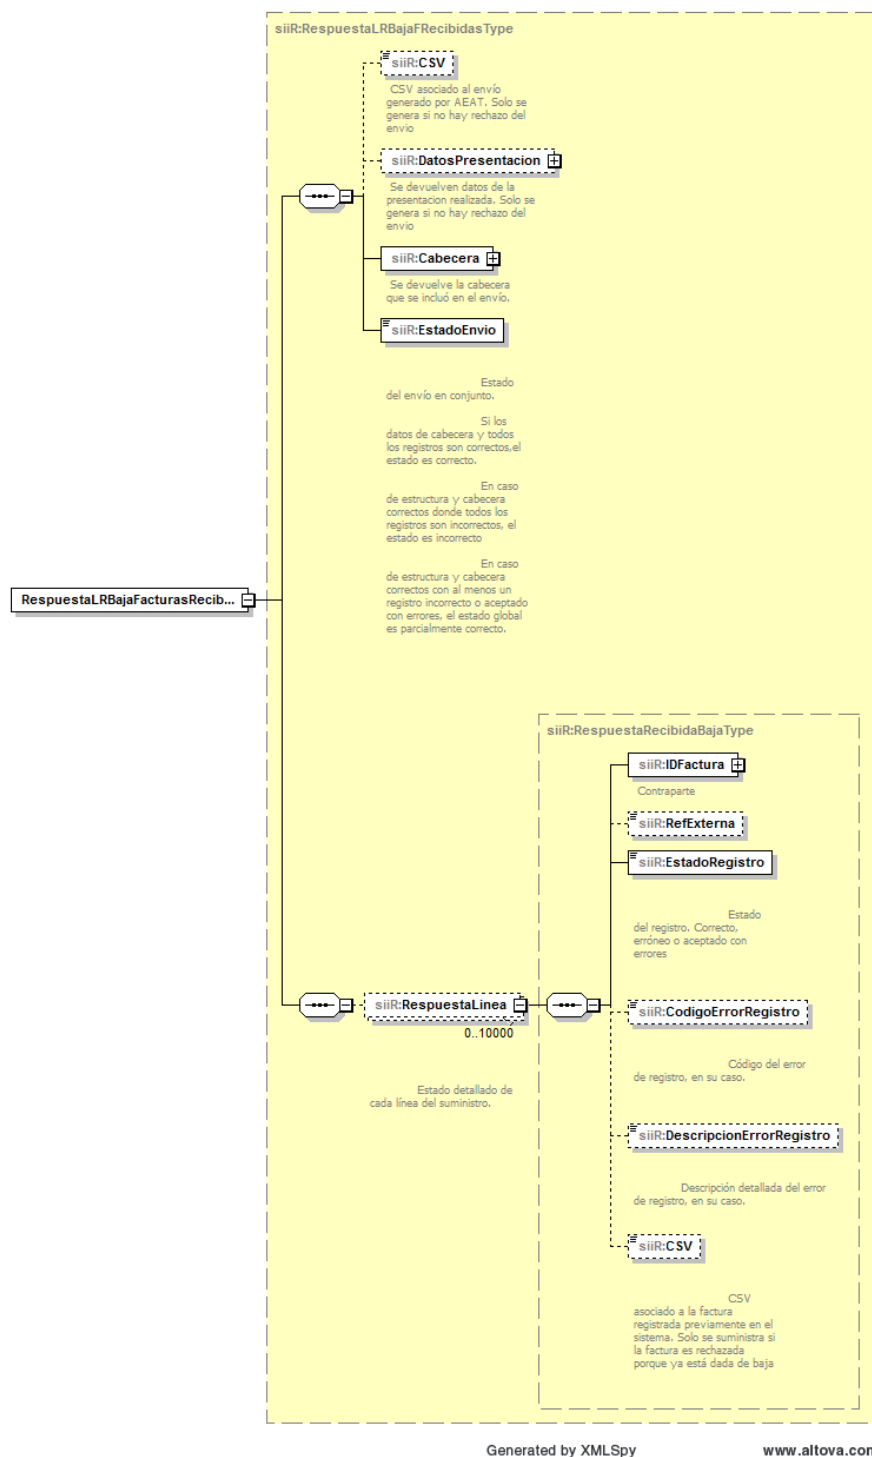 siiR:RespuestaLRBajaFRecibidasType
siiR:CSV
CSV asociado al envío
generado por AEAT. Solo se
genera si no hay rechazo del
envio
siiR:DatosPresentacion
Se devuelven datos de la
presentacion realizada. Solo se
genera si no hay rechazo del
envio
siiR:Cabecera
Se devuelve la cabecera
que se incluó en el envío.
siiR:EstadoEnvio
Estado
del envío en conjunto.
Si los
datos de cabecera y todos
los registros son correctos,el
estado es correcto.
En caso
de estructura y cabecera
correctos donde todos los
registros son incorrectos, el
estado es incorrecto
En caso
de estructura y cabecera
correctos con al menos un
registro incorrecto o aceptado
con errores, el estado global
es parcialmente correcto.
RespuestaLRBajaFacturasRecib...
siiR:RespuestaRecibidaBajaType
siiR:IDFactura
Contraparte
siiR:RefExterna
siiR:EstadoRegistro
Estado
del registro. Correcto,
erróneo o aceptado con
errores
siiR:RespuestaLinea
0..10000
Estado detallado de
cada línea del suministro.
siiR:CodigoErrorRegistro
Código del error
de registro, en su caso.
siiR:DescripcionErrorRegistro
Descripción detallada del error
de registro, en su caso.
siiR:CSV
CSV
asociado a la factura
registrada previamente en el
sistema. Solo se suministra si
la factura es rechazada
porque ya está dada de baja
Generated by XMLSpy
www.altova.com